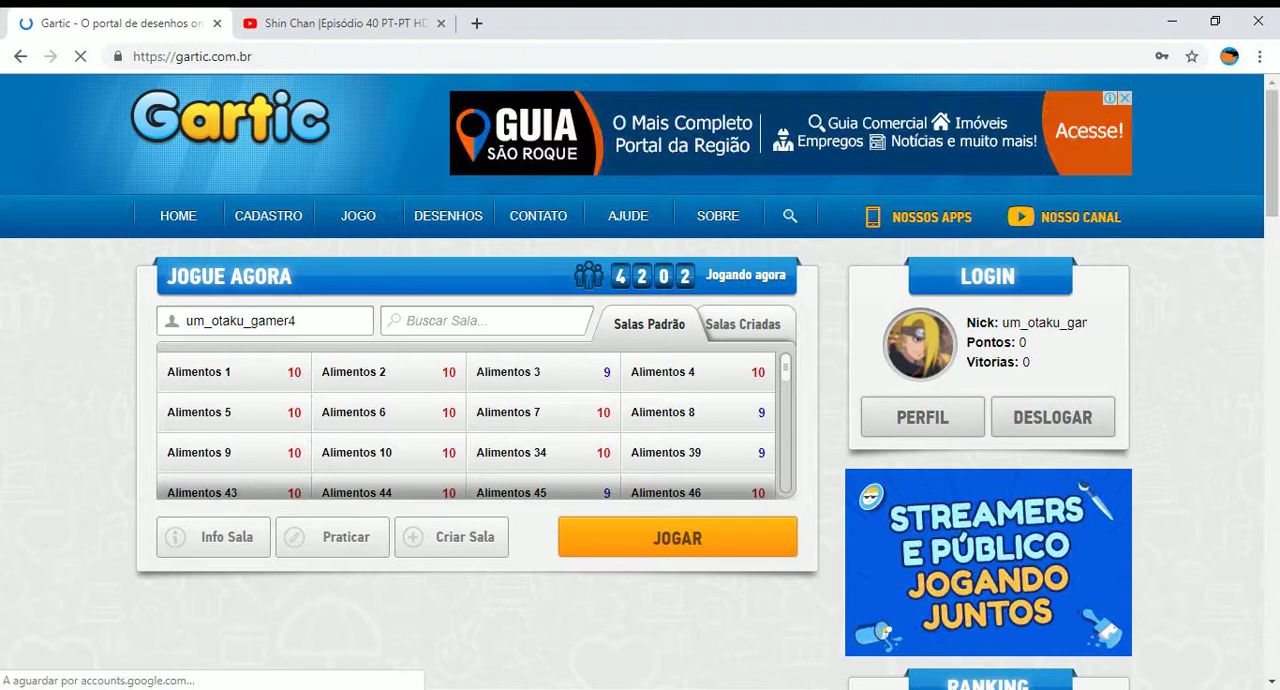 Gartic - O portal de desenhos on
Shin Chan |Episódio 40 PT-PT HD
https://gartic.com.br
Gartic
GUIA
SÃO ROQUE
O Mais Completo
Portal da Região
Guia Comercial Imóveis
Empregos Notícias e muito mais!
Acesse!
HOME CADASTRO JOGO DESENHOS CONTATO AJUDE SOBRE NOSSOS APPS NOSSO CANAL
JOGUE AGORA 4202 Jogando agora
um_otaku_gamer4 Buscar Sala... Salas Padrão Salas Criadas
Alimentos 1 10 Alimentos 2 10 Alimentos 3 9 Alimentos 4 10
Alimentos 5 10 Alimentos 6 10 Alimentos 7 10 Alimentos 8 9
Alimentos 9 10 Alimentos 10 10 Alimentos 34 10 Alimentos 39 9
Alimentos 43 10 Alimentos 44 10 Alimentos 45 9 Alimentos 46 10
Info Sala Praticar Criar Sala JOGAR
LOGIN
Nick: um_otaku_gar
Pontos: 0
Vitorias: 0
PERFIL DESLOGAR
STREAMERS
E PÚBLICO
JOGANDO
JUNTOS
RANKING
A aguardar por accounts.google.com...